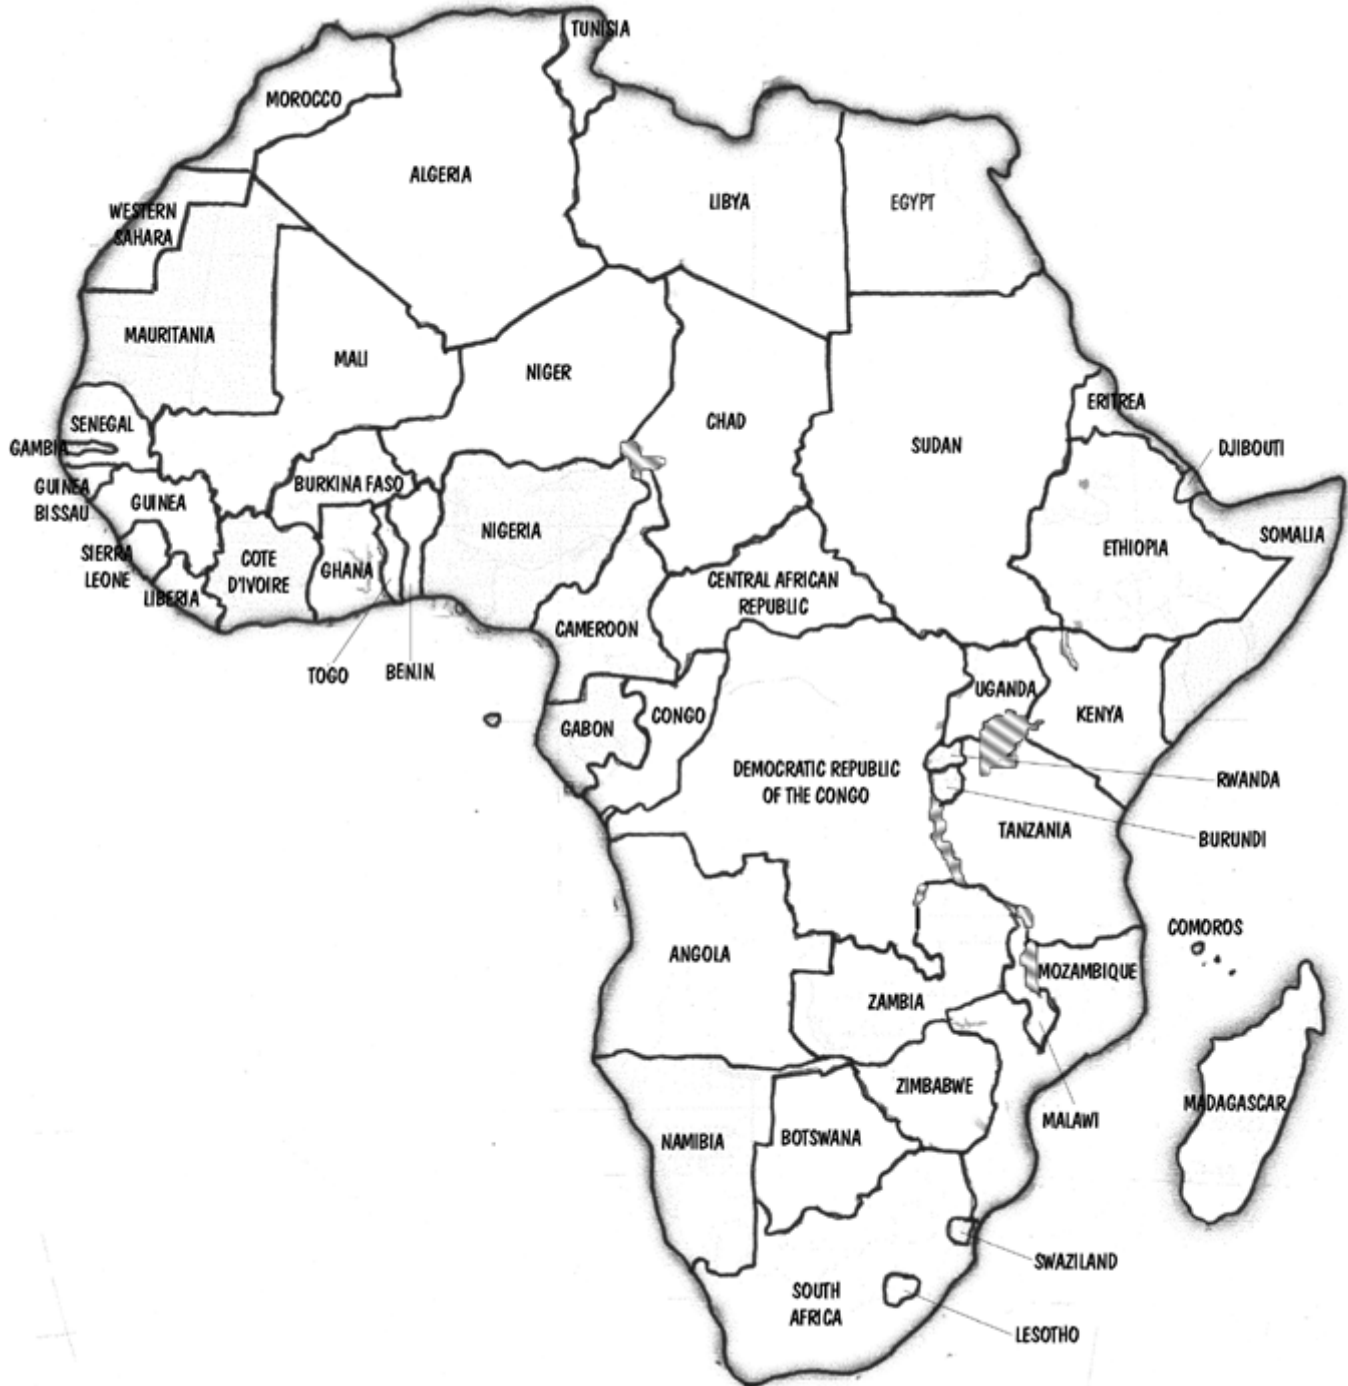 TUNISIA
MOROCCO
ALGERIA
LIBYA
EGYPT
WESTERN
SAHARA
MAURITANIA
MALI
NIGER
CHAD
SUDAN
ERITREA
SENEGAL
GAMBIA
DJIBOUTI
GUINEA
BISSAU
GUINEA
BURKINA FASO
NIGERIA
SOMALIA
ETHIOPIA
SIERRA
LEONE
COTE
D'IVOIRE
GHANA
LIBERIA
CENTRAL AFRICAN
REPUBLIC
CAMEROON
TOGO
BENIN
UGANDA
KENYA
GABON
CONGO
DEMOCRATIC REPUBLIC
OF THE CONGO
RWANDA
TANZANIA
BURUNDI
COMOROS
ANGOLA
MOZAMBIQUE
ZAMBIA
ZIMBABWE
MALAWI
MADAGASCAR
NAMIBIA
BOTSWANA
SWAZILAND
SOUTH
AFRICA
LESOTHO